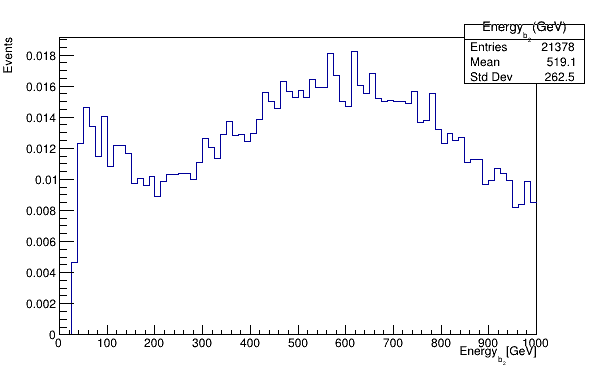 Energy_b_2(GeV)
Entries 21378
Mean 519.1
Std Dev 262.5
Events
0.018
0.016
0.014
0.012
0.01
0.008
0.006
0.004
0.002
0
0 100 200 300 400 500 600 700 800 900 1000
Energy_b_2[GeV]